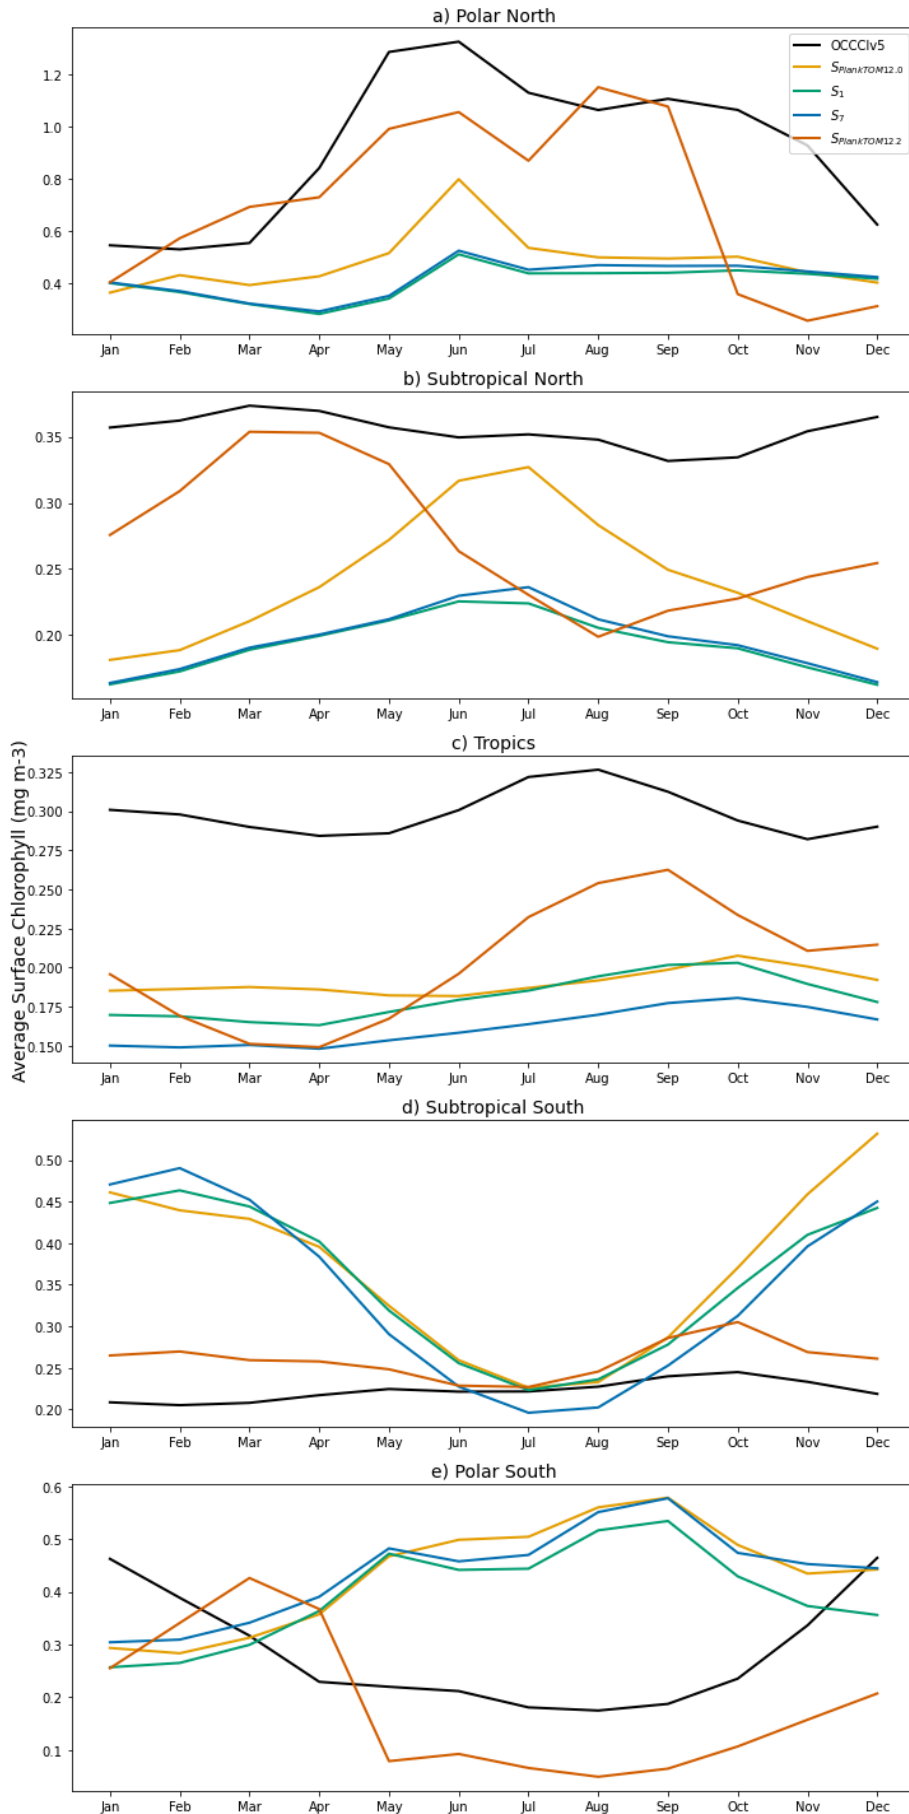 a) Polar North
OCCCIv5
S_PlankTOM12.0
S_1
S_7
S_PlankTOM12.2
1.2
1.0
0.8
0.6
0.4
Jan Feb Mar Apr May Jun Jul Aug Sep Oct Nov Dec
b) Subtropical North
0.35
0.30
0.25
0.20
Jan Feb Mar Apr May Jun Jul Aug Sep Oct Nov Dec
Average Surface Chlorophyll (mg m-3)
c) Tropics
0.325
0.300
0.275
0.250
0.225
0.200
0.175
0.150
Jan Feb Mar Apr May Jun Jul Aug Sep Oct Nov Dec
d) Subtropical South
0.50
0.45
0.40
0.35
0.30
0.25
0.20
Jan Feb Mar Apr May Jun Jul Aug Sep Oct Nov Dec
e) Polar South
0.6
0.5
0.4
0.3
0.2
0.1
Jan Feb Mar Apr May Jun Jul Aug Sep Oct Nov Dec